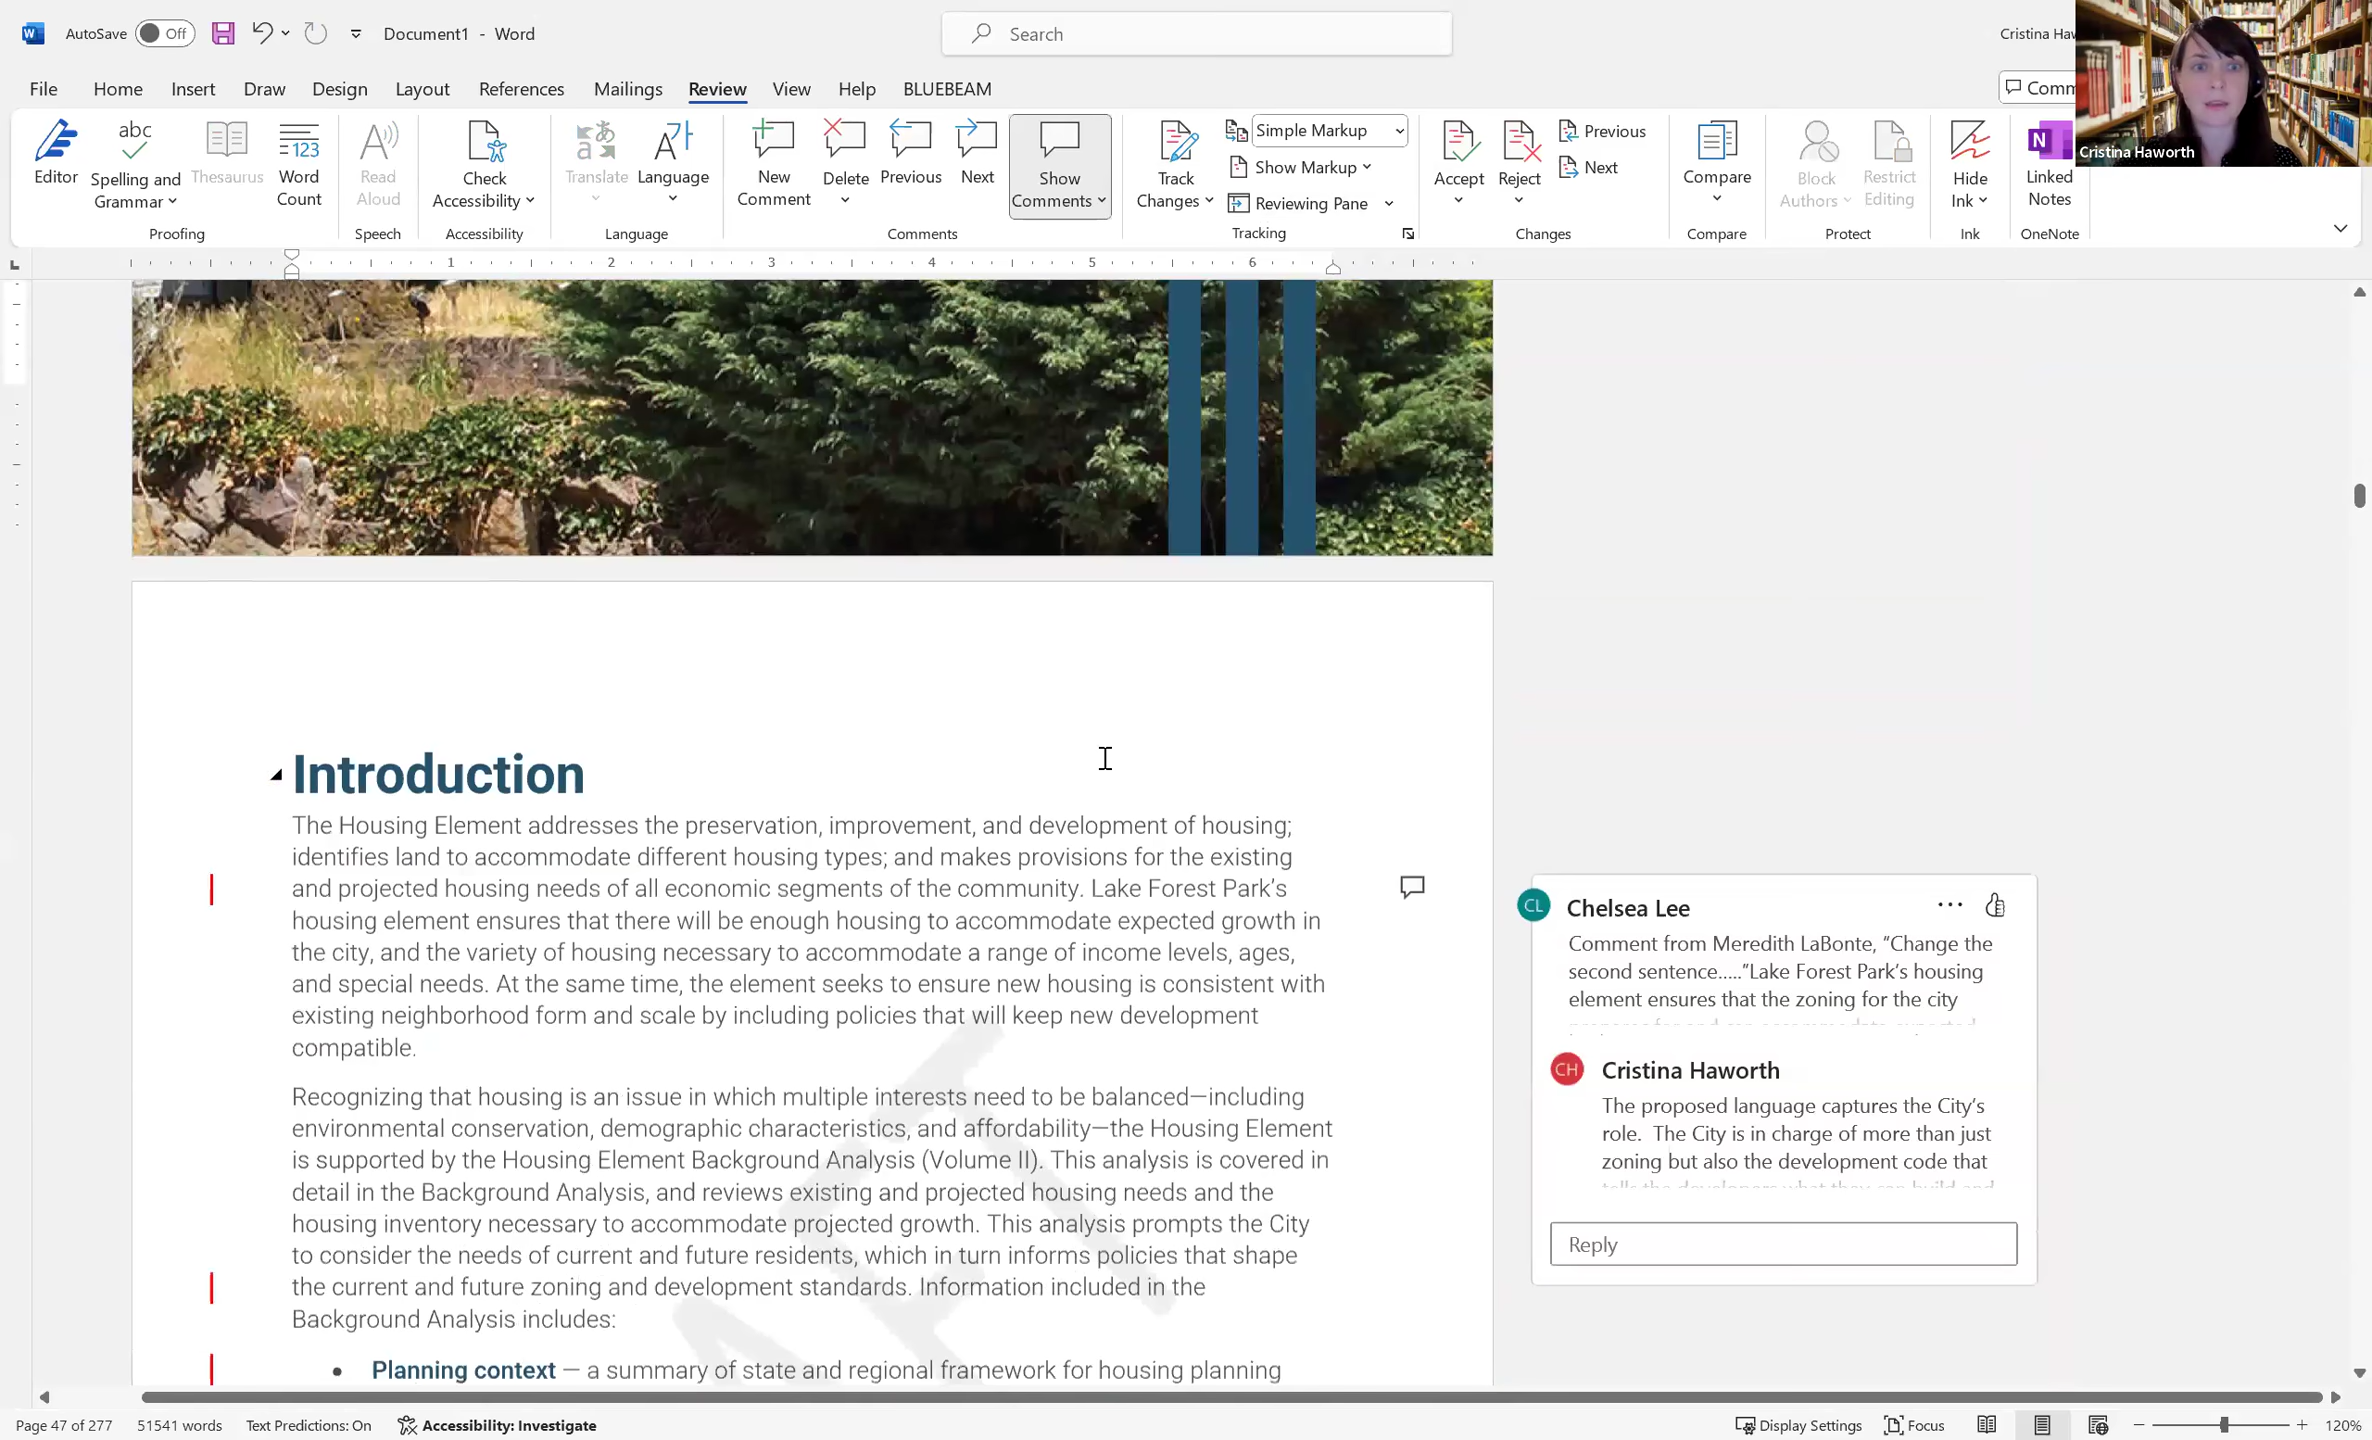 AutoSave Off Document1 - Word Search Cristina Haw
File Home Insert Draw Design Layout References Mailings Review View Help BLUEBEAM Comm
Editor Spelling and Grammar Thesaurus Word Count Read Aloud Check Accessibility Translate Language New Comment Delete Previous Next Show Comments Track Changes Simple Markup Show Markup Reviewing Pane Accept Reject Previous Next Compare Block Authors Restrict Editing Hide Ink Linked Notes
Cristina Haworth
Proofing Speech Accessibility Language Comments Tracking Changes Compare Protect Ink OneNote
1 2 3 4 5 6
Introduction
The Housing Element addresses the preservation, improvement, and development of housing;
identifies land to accommodate different housing types; and makes provisions for the existing
and projected housing needs of all economic segments of the community. Lake Forest Park's
housing element ensures that there will be enough housing to accommodate expected growth in
the city, and the variety of housing necessary to accommodate a range of income levels, ages,
and special needs. At the same time, the element seeks to ensure new housing is consistent with
existing neighborhood form and scale by including policies that will keep new development
compatible.
Recognizing that housing is an issue in which multiple interests need to be balanced—including
environmental conservation, demographic characteristics, and affordability—the Housing Element
is supported by the Housing Element Background Analysis (Volume II). This analysis is covered in
detail in the Background Analysis, and reviews existing and projected housing needs and the
housing inventory necessary to accommodate projected growth. This analysis prompts the City
to consider the needs of current and future residents, which in turn informs policies that shape
the current and future zoning and development standards. Information included in the
Background Analysis includes:
• Planning context — a summary of state and regional framework for housing planning
CL Chelsea Lee
Comment from Meredith LaBonte, "Change the
second sentence....."Lake Forest Park's housing
element ensures that the zoning for the city
CH Cristina Haworth
The proposed language captures the City's
role. The City is in charge of more than just
zoning but also the development code that
Reply
Page 47 of 277 51541 words Text Predictions: On Accessibility: Investigate Display Settings Focus 120%